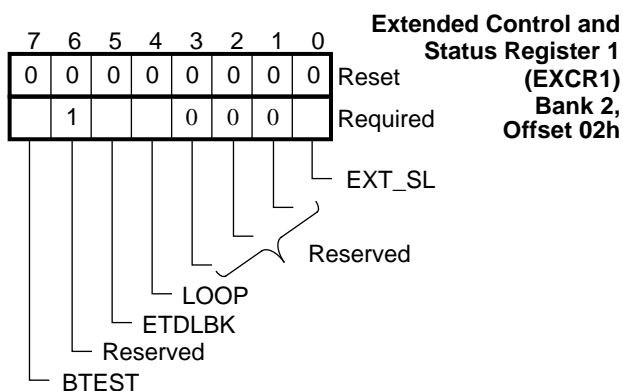 Extended Control and
Status Register 1
(EXCR1)
Bank 2,
Offset 02h
7 6 5 4 3 2 1 0
0 0 0 0 0 0 0 0 Reset
1 0 0 0 Required
EXT_SL
Reserved
LOOP
ETDLBK
Reserved
BTEST